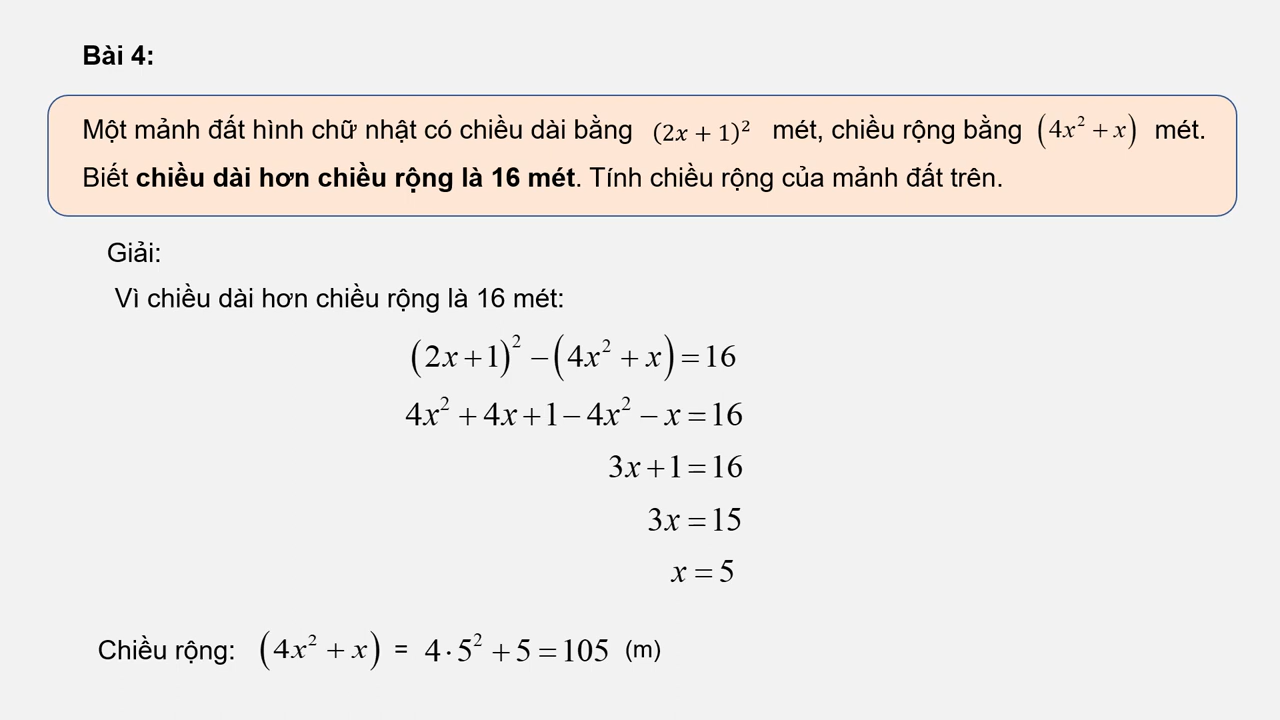 Bài 4:
Một mảnh đất hình chữ nhật có chiều dài bằng (2x + 1)² mét, chiều rộng bằng (4x² + x) mét.
Biết chiều dài hơn chiều rộng là 16 mét. Tính chiều rộng của mảnh đất trên.
Giải:
Vì chiều dài hơn chiều rộng là 16 mét:
(2x + 1)² − (4x² + x) = 16
4x² + 4x + 1 − 4x² − x = 16
3x + 1 = 16
3x = 15
x = 5
Chiều rộng: (4x² + x) = 4 · 5² + 5 = 105 (m)